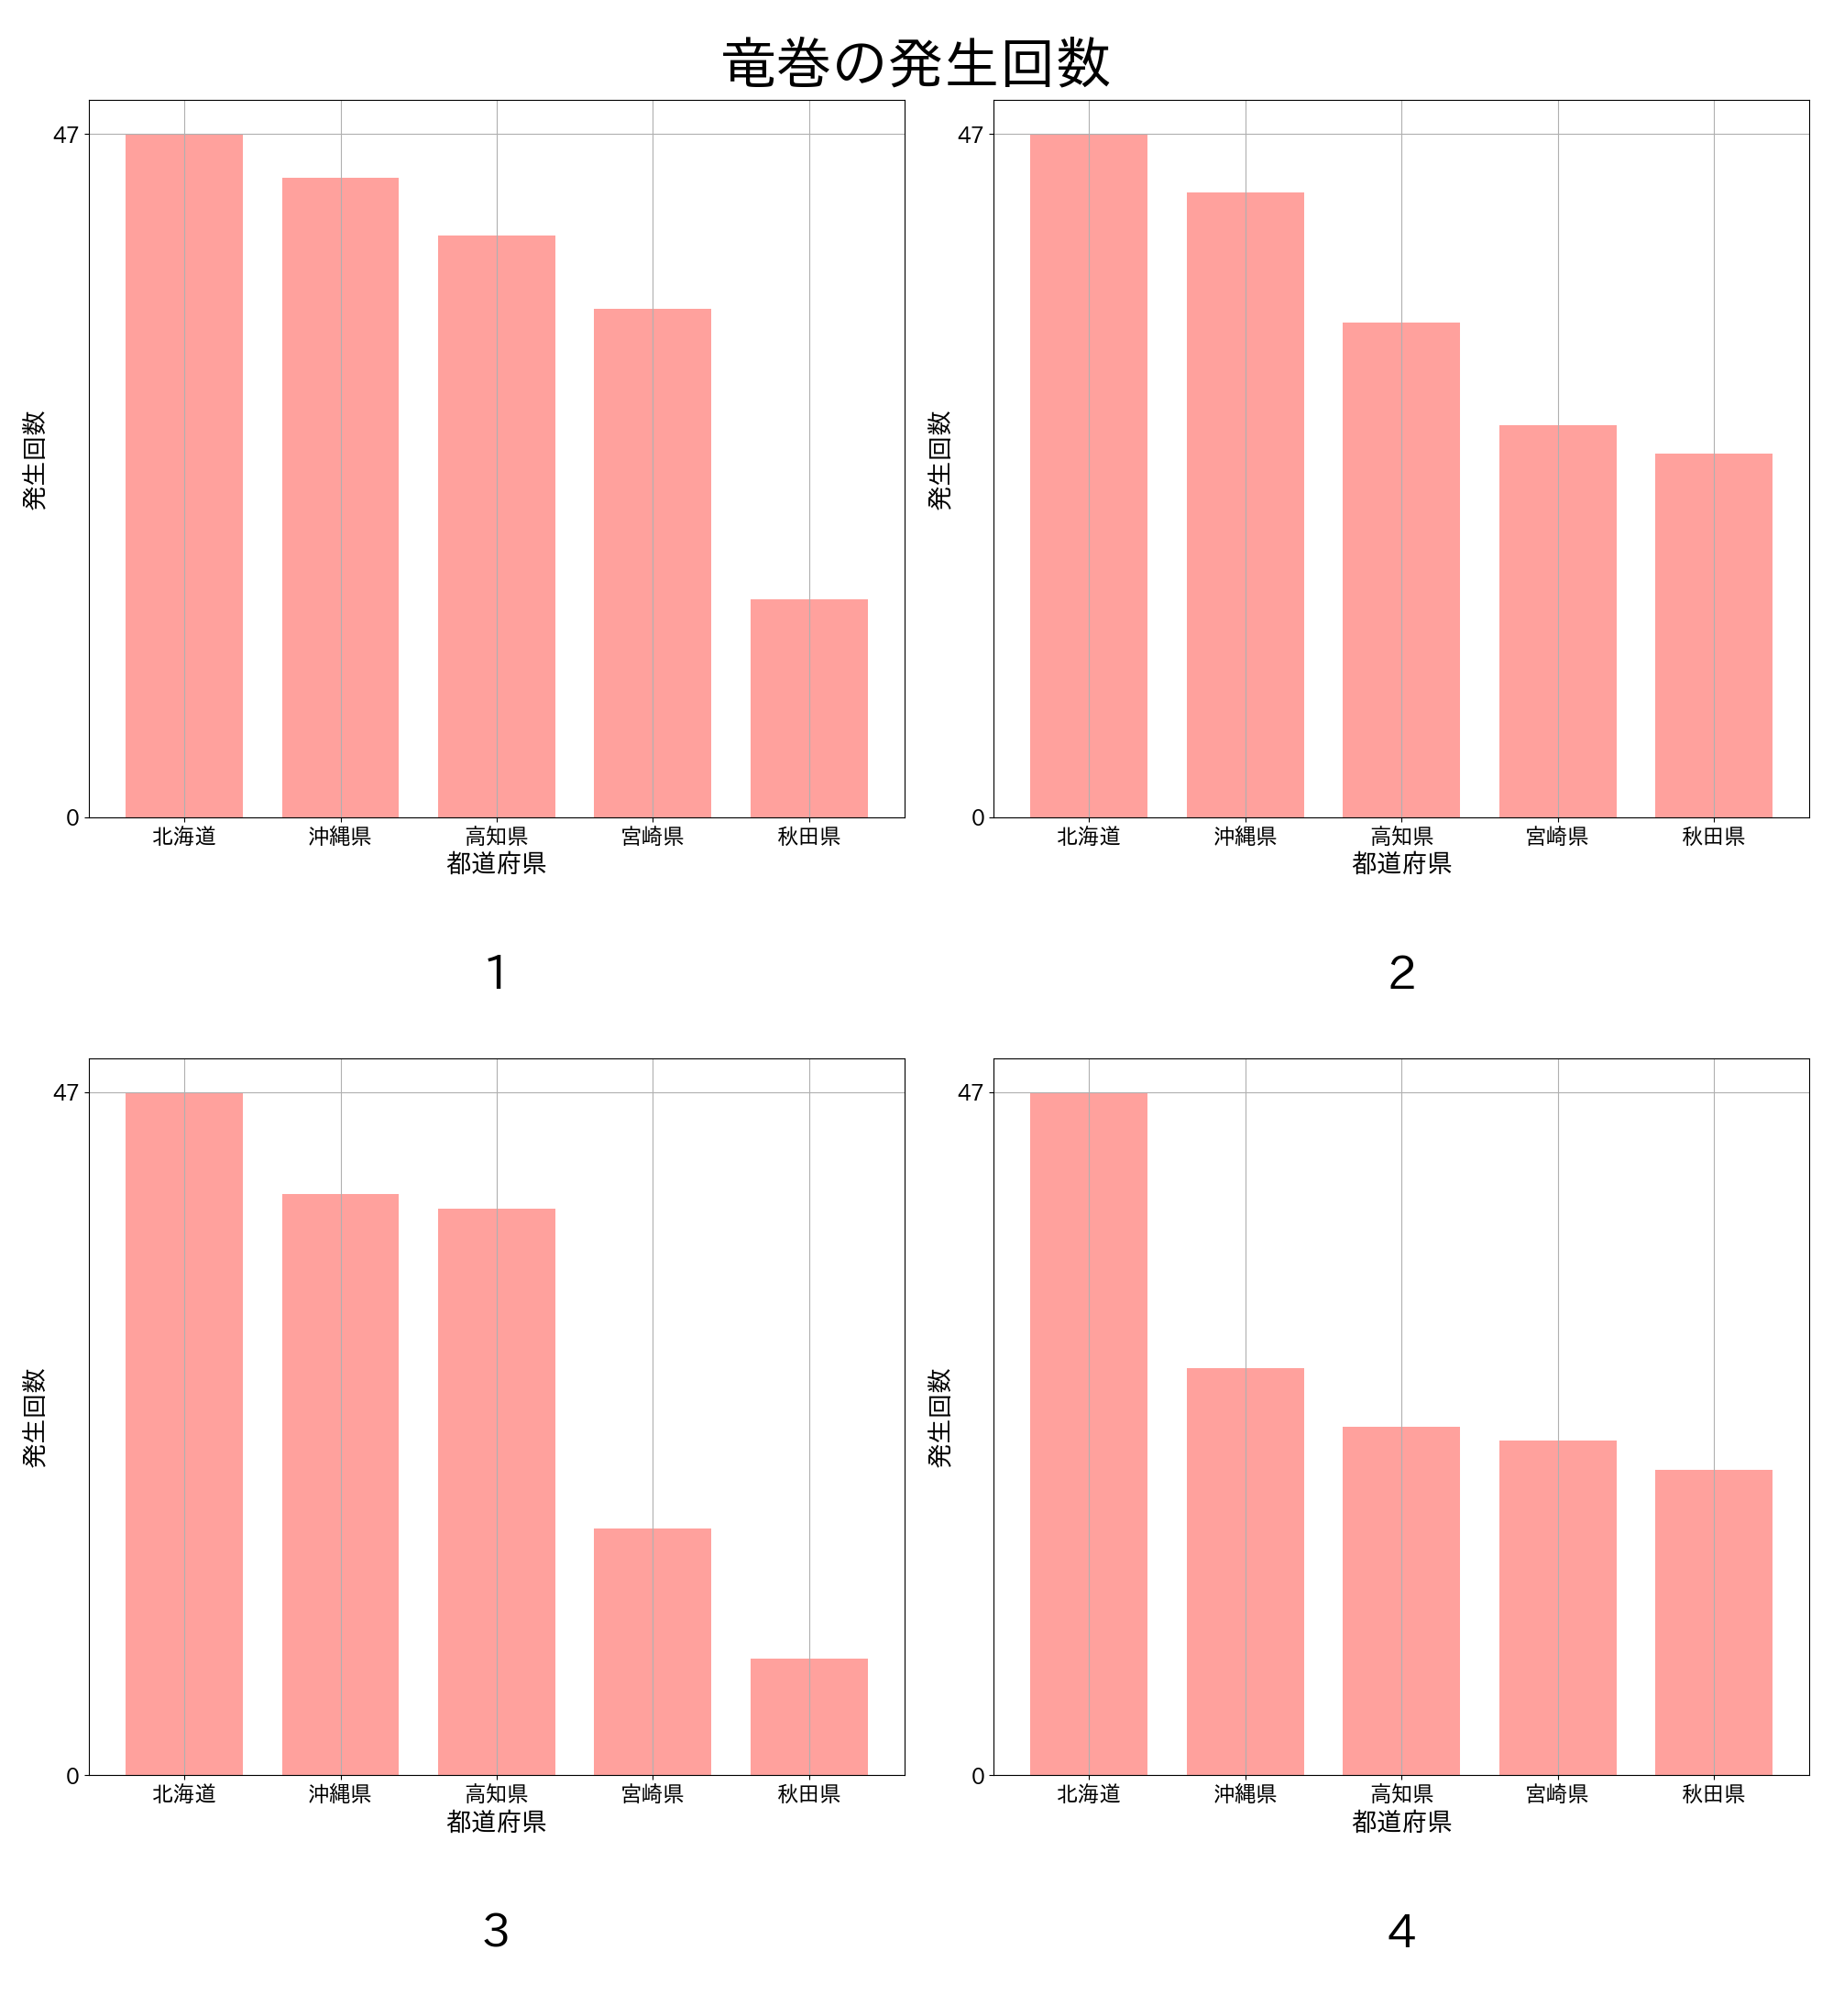 竜巻の発生回数
47
発生回数
0
北海道 沖縄県 高知県 宮崎県 秋田県
都道府県
1
47
発生回数
0
北海道 沖縄県 高知県 宮崎県 秋田県
都道府県
2
47
発生回数
0
北海道 沖縄県 高知県 宮崎県 秋田県
都道府県
3
47
発生回数
0
北海道 沖縄県 高知県 宮崎県 秋田県
都道府県
4